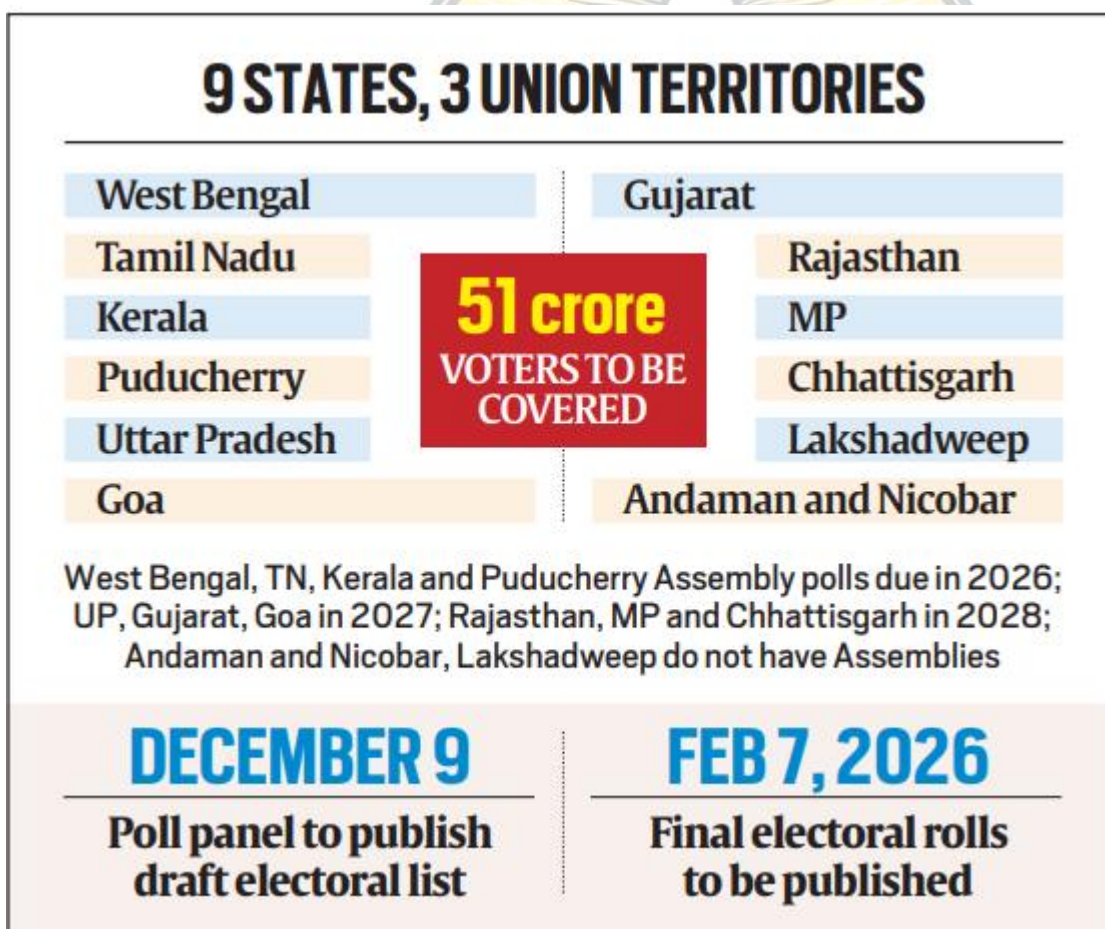 9 STATES, 3 UNION TERRITORIES
West Bengal
Tamil Nadu
Kerala
Puducherry
Uttar Pradesh
Goa
51 crore
VOTERS TO BE
COVERED
Gujarat
Rajasthan
MP
Chhattisgarh
Lakshadweep
Andaman and Nicobar
West Bengal, TN, Kerala and Puducherry Assembly polls due in 2026;
UP, Gujarat, Goa in 2027; Rajasthan, MP and Chhattisgarh in 2028;
Andaman and Nicobar, Lakshadweep do not have Assemblies
DECEMBER 9
Poll panel to publish
draft electoral list
FEB 7, 2026
Final electoral rolls
to be published